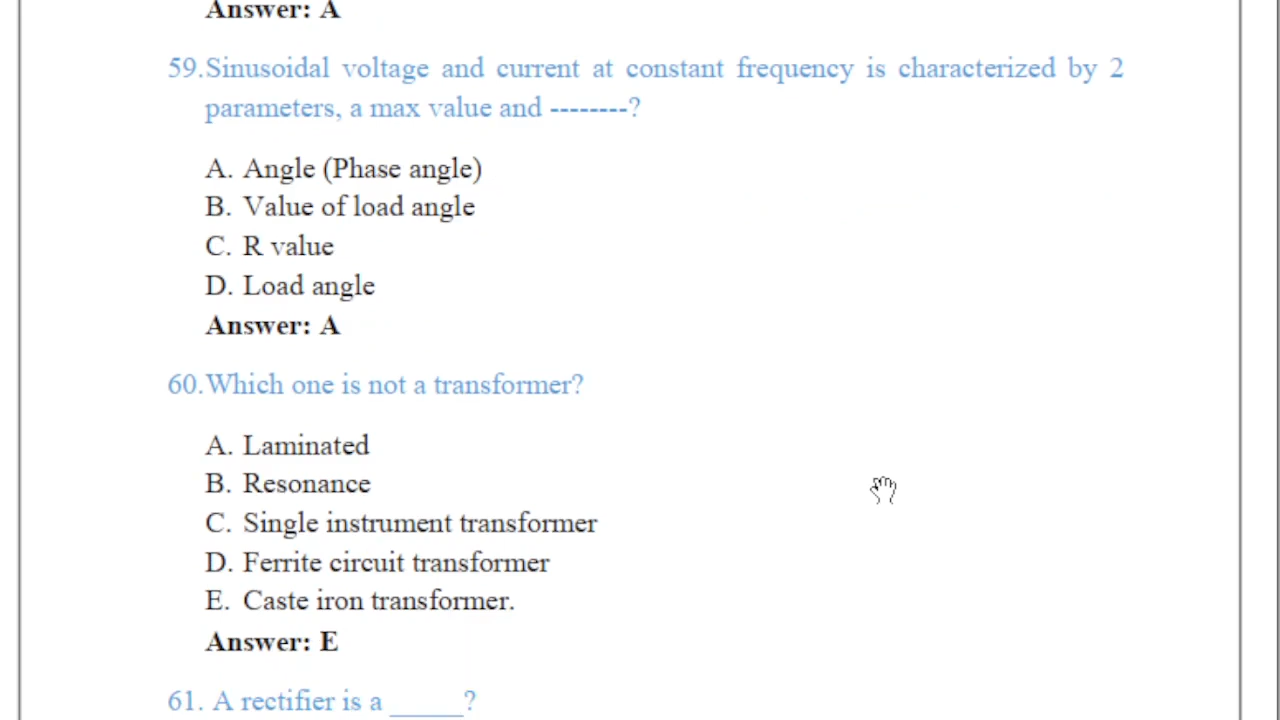 Answer: A
59.Sinusoidal voltage and current at constant frequency is characterized by 2
parameters, a max value and --------?
A. Angle (Phase angle)
B. Value of load angle
C. R value
D. Load angle
Answer: A
60.Which one is not a transformer?
A. Laminated
B. Resonance
C. Single instrument transformer
D. Ferrite circuit transformer
E. Caste iron transformer.
Answer: E
61. A rectifier is a _____?